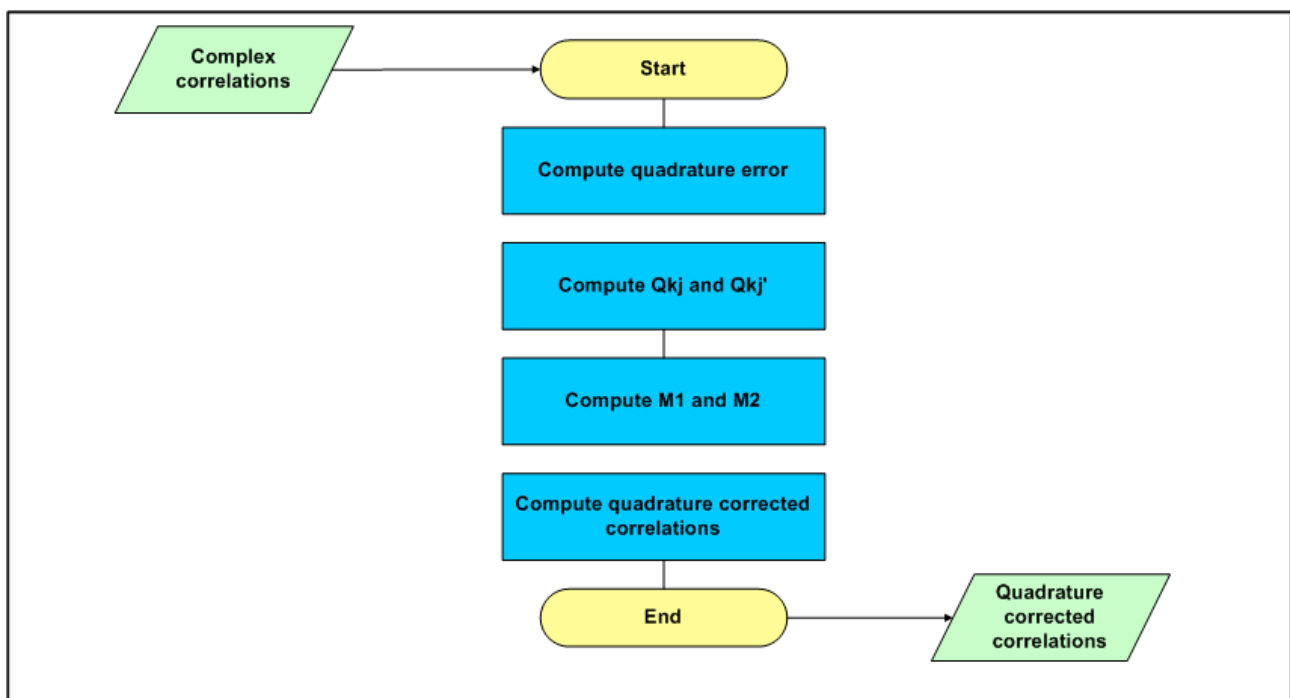 Complex
correlations
Start
Compute quadrature error
Compute Qkj and Qkj'
Compute M1 and M2
Compute quadrature corrected
correlations
End
Quadrature
corrected
correlations